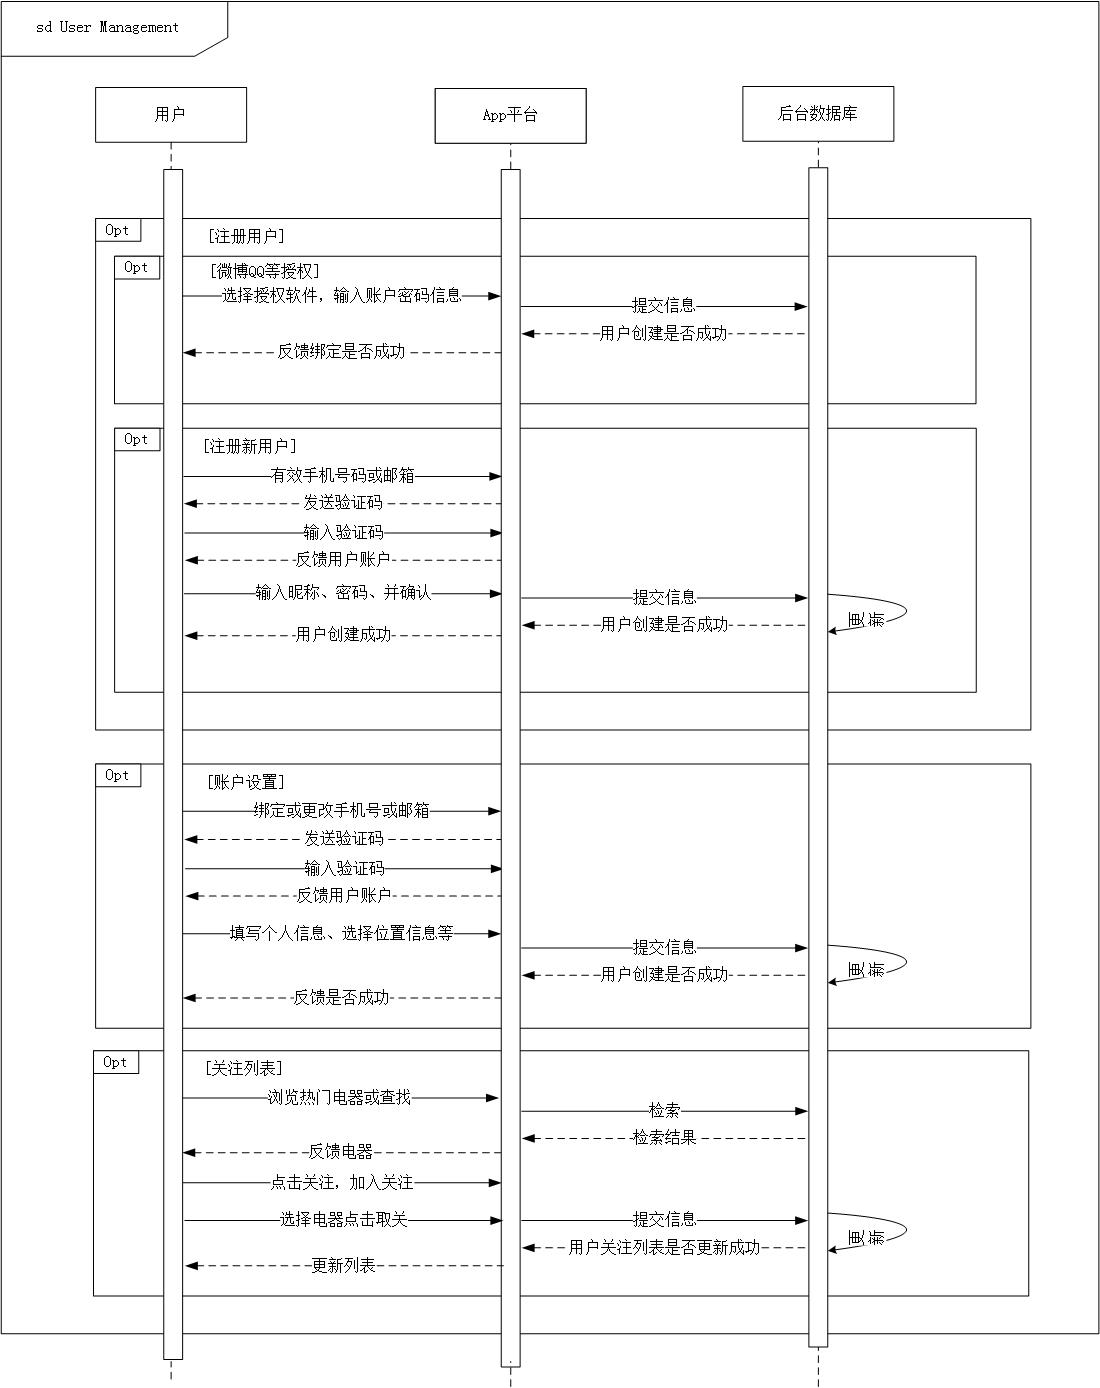 sd User Management
用户
App平台
后台数据库
Opt
[注册用户]
Opt
[微博QQ等授权]
选择授权软件，输入账户密码信息
提交信息
用户创建是否成功
反馈绑定是否成功
Opt
[注册新用户]
有效手机号码或邮箱
发送验证码
输入验证码
反馈用户账户
输入昵称、密码、并确认
提交信息
更新
用户创建是否成功
用户创建成功
Opt
[账户设置]
绑定或更改手机号或邮箱
发送验证码
输入验证码
反馈用户账户
填写个人信息、选择位置信息等
提交信息
更新
用户创建是否成功
反馈是否成功
Opt
[关注列表]
浏览热门电器或查找
检索
检索结果
反馈电器
点击关注，加入关注
选择电器点击取关
提交信息
更新
用户关注列表是否更新成功
更新列表